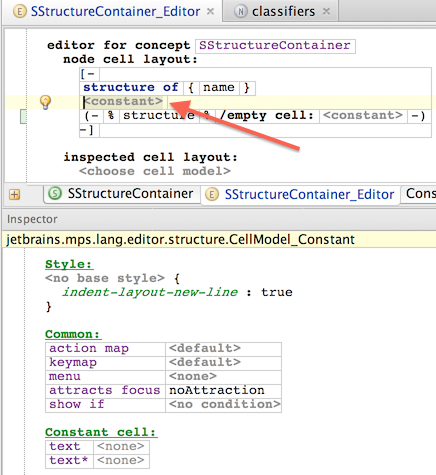 SStructureContainer_Editor × classifiers ×
editor for concept SStructureContainer
node cell layout:
[-
structure of { name }
<constant>
(- % structure % /empty cell: <constant> -)
-]
inspected cell layout:
<choose cell model>
SStructureContainer SStructureContainer_Editor Cons
Inspector
jetbrains.mps.lang.editor.structure.CellModel_Constant
Style:
<no base style> {
indent-layout-new-line : true
}
Common:
action map <default>
keymap <default>
menu <none>
attracts focus noAttraction
show if <no condition>
Constant cell:
text <none>
text* <none>